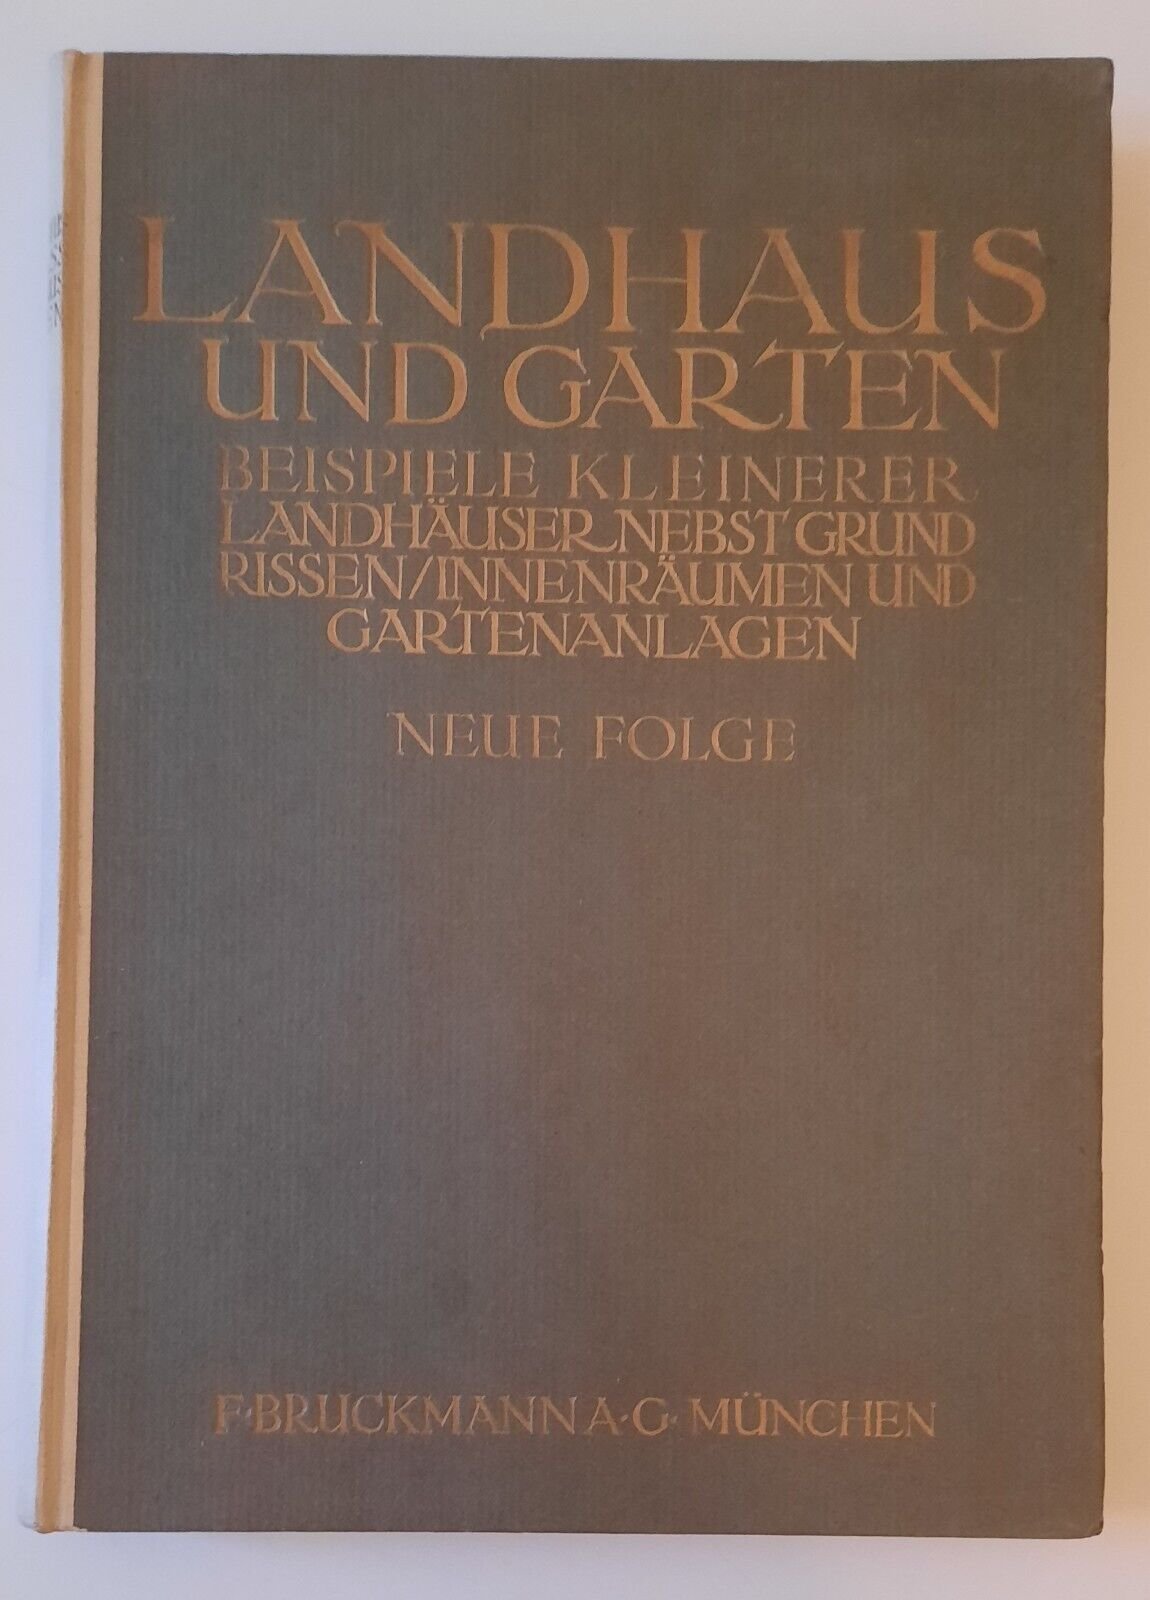 LANDHAUS
UND GARTEN
BEISPIELE KLEINERER
LANDHÄUSER NEBST GRUND
RISSEN/INNENRÄUMEN UND
GARTENANLAGEN
NEUE FOLGE
F·BRUCKMANN A·G·MÜNCHEN